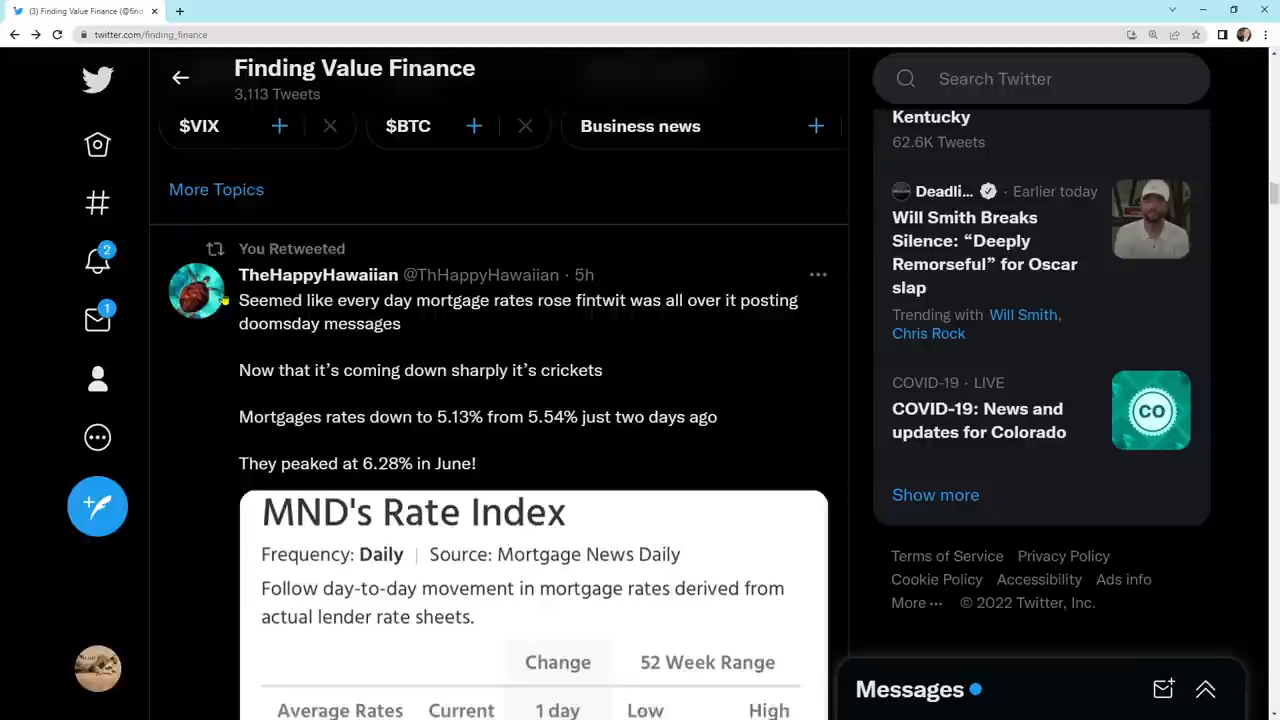 (3) Finding Value Finance (@find
twitter.com/finding_finance
Finding Value Finance
3,113 Tweets
Search Twitter
$VIX
$BTC
Business news
More Topics
You Retweeted
TheHappyHawaiian @ThHappyHawaiian · 5h
Seemed like every day mortgage rates rose fintwit was all over it posting
doomsday messages
Now that it's coming down sharply it's crickets
Mortgages rates down to 5.13% from 5.54% just two days ago
They peaked at 6.28% in June!
MND's Rate Index
Frequency: Daily | Source: Mortgage News Daily
Follow day-to-day movement in mortgage rates derived from
actual lender rate sheets.
Change 52 Week Range
Average Rates Current 1 day Low High
2
1
Kentucky
62.6K Tweets
Deadli... · Earlier today
Will Smith Breaks
Silence: “Deeply
Remorseful” for Oscar
slap
Trending with Will Smith,
Chris Rock
COVID-19 · LIVE
COVID-19: News and
updates for Colorado
CO
Show more
Terms of Service Privacy Policy
Cookie Policy Accessibility Ads info
More ··· © 2022 Twitter, Inc.
Messages